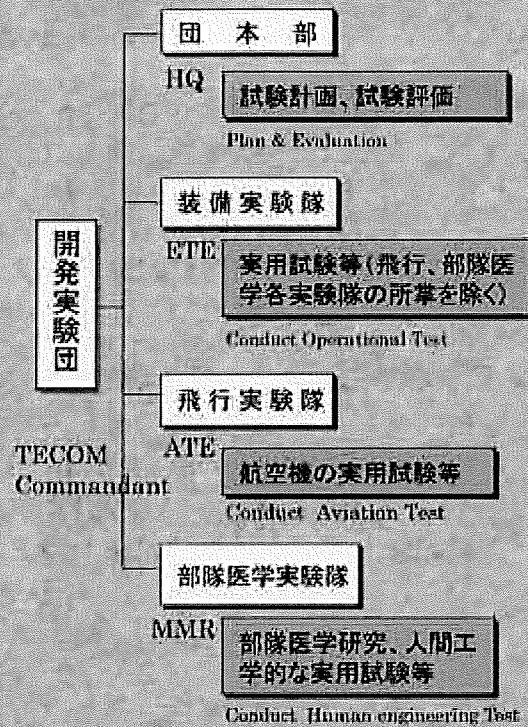 団本部
HQ
試験計画、試験評価
Plan & Evaluation
装備実験隊
ETE
実用試験等(飛行、部隊医
学各実験隊の所掌を除く)
Conduct Operational Test
開発実験団
TECOM
Commandant
飛行実験隊
ATE
航空機の実用試験等
Conduct Aviation Test
部隊医学実験隊
MMR
部隊医学研究、人間工
学的な実用試験等
Conduct Human engineering Test